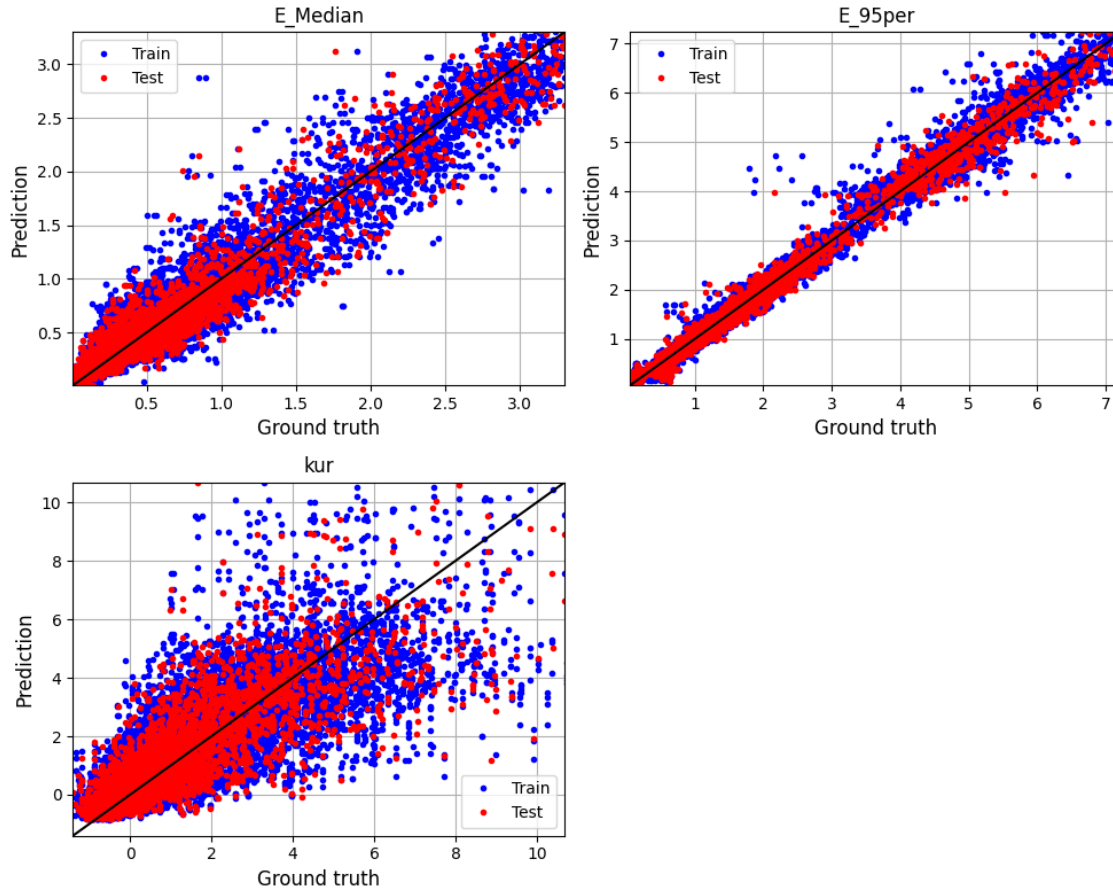 E_Median
Train
Test
3.0
2.5
2.0
1.5
1.0
0.5
Prediction
0.5 1.0 1.5 2.0 2.5 3.0
Ground truth
E_95per
Train
Test
7
6
5
4
3
2
1
Prediction
1 2 3 4 5 6 7
Ground truth
kur
10
8
6
4
2
0
Prediction
Train
Test
0 2 4 6 8 10
Ground truth